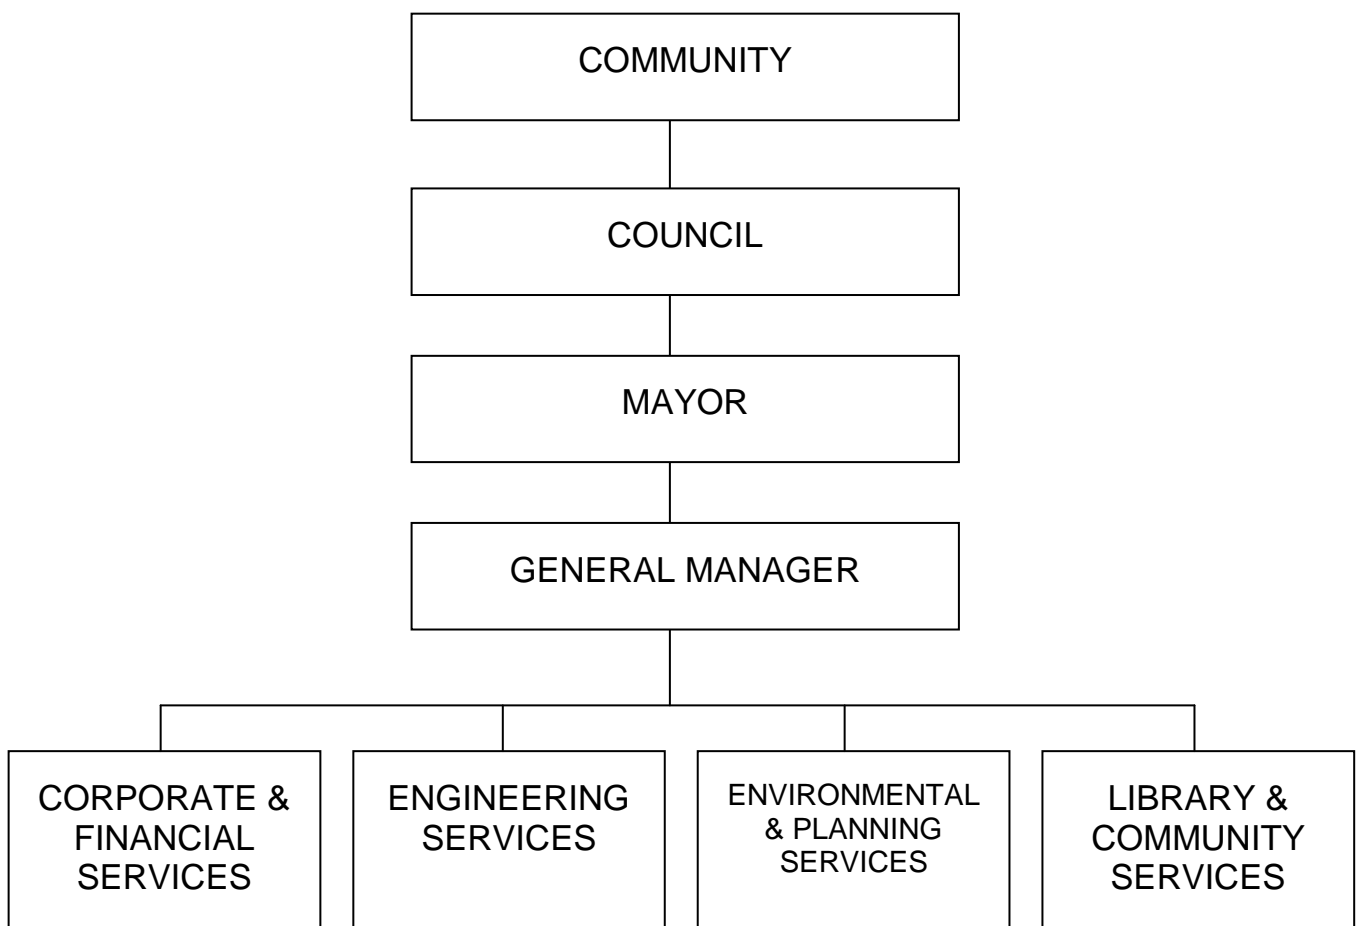 COMMUNITY
COUNCIL
MAYOR
GENERAL MANAGER
CORPORATE &
FINANCIAL
SERVICES
ENGINEERING
SERVICES
ENVIRONMENTAL
& PLANNING
SERVICES
LIBRARY &
COMMUNITY
SERVICES